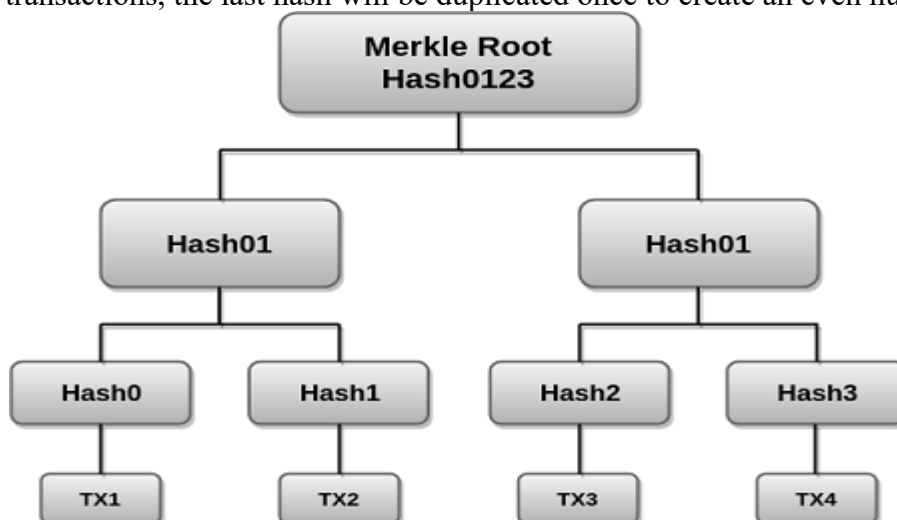 transactions, the last hash will be duplicated once to create an even nu
Merkle Root
Hash0123
Hash01 Hash01
Hash0 Hash1 Hash2 Hash3
TX1 TX2 TX3 TX4